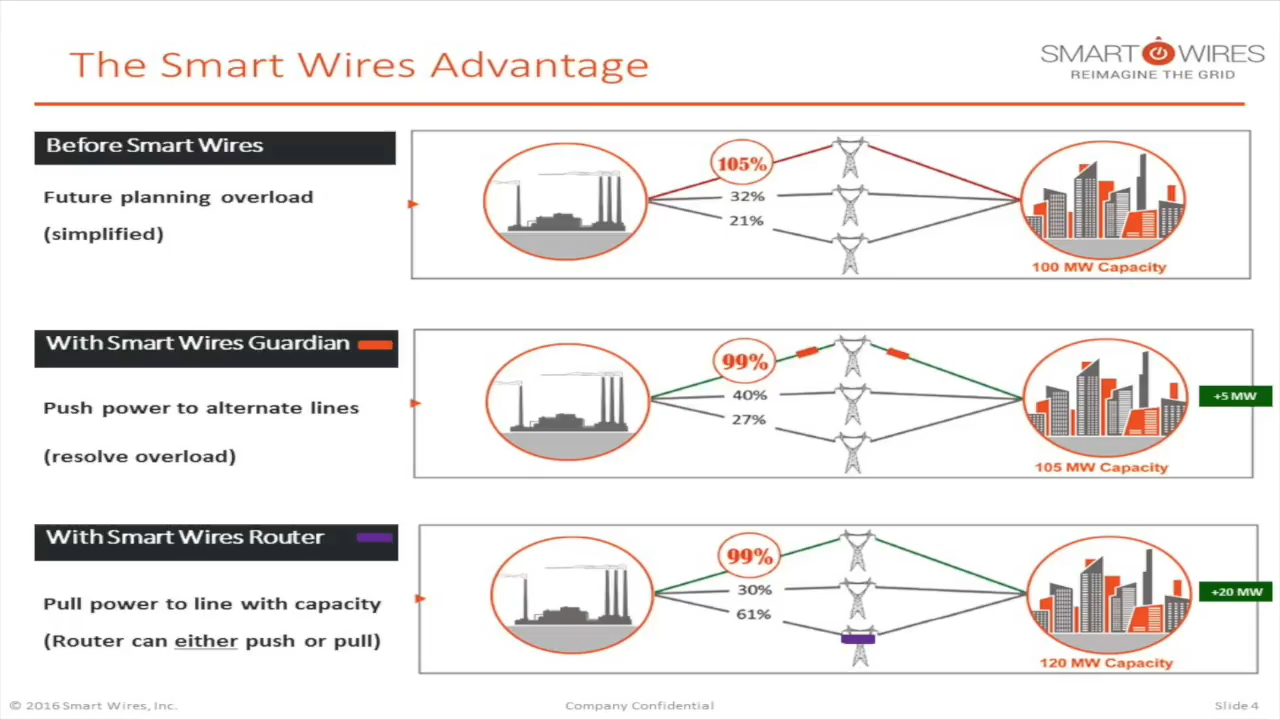 The Smart Wires Advantage
SMART WIRES
REIMAGINE THE GRID
Before Smart Wires
Future planning overload
(simplified)
105%
32%
21%
100 MW Capacity
With Smart Wires Guardian
Push power to alternate lines
(resolve overload)
99%
40%
27%
105 MW Capacity
+5 MW
With Smart Wires Router
Pull power to line with capacity
(Router can either push or pull)
99%
30%
61%
120 MW Capacity
+20 MW
© 2016 Smart Wires, Inc.
Company Confidential
Slide 4